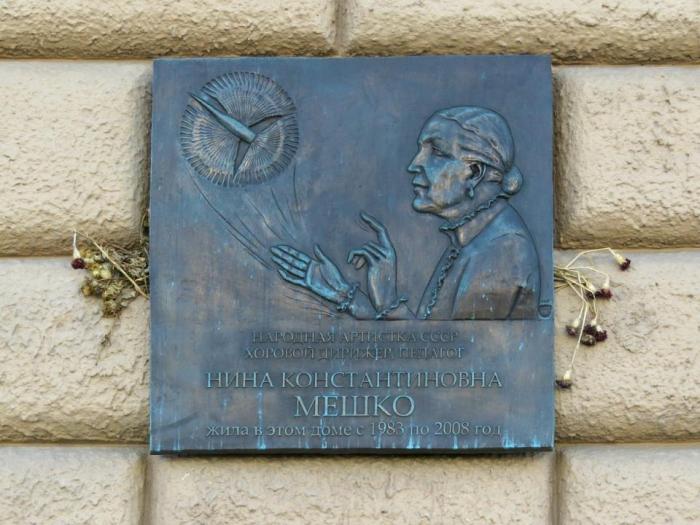 НАРОДНАЯ АРТИСТКА СССР
ХОРОВОЙ ДИРИЖЕР, ПЕДАГОГ
НИНА КОНСТАНТИНОВНА
МЕШКО
жила в этом доме с 1983 по 2008 год